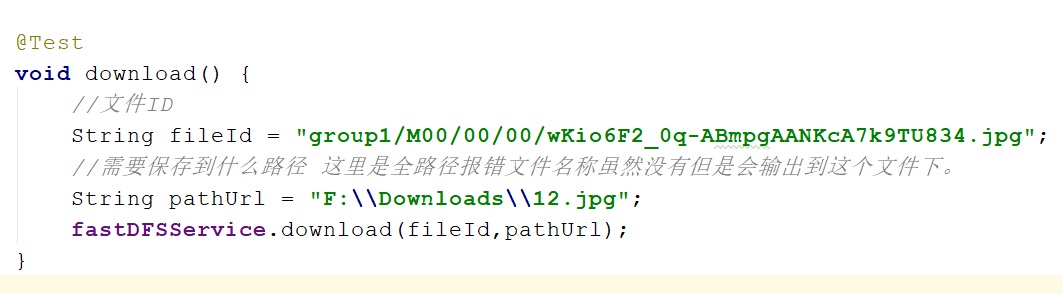 @Test
void download() {
//文件ID
String fileId = "group1/M00/00/00/wKio6F2_0q-ABmpgAANKcA7k9TU834.jpg";
//需要保存到什么路径 这里是全路径报错文件名称虽然没有但是会输出到这个文件下。
String pathUrl = "F:\\Downloads\\12.jpg";
fastDFSService.download(fileId,pathUrl);
}